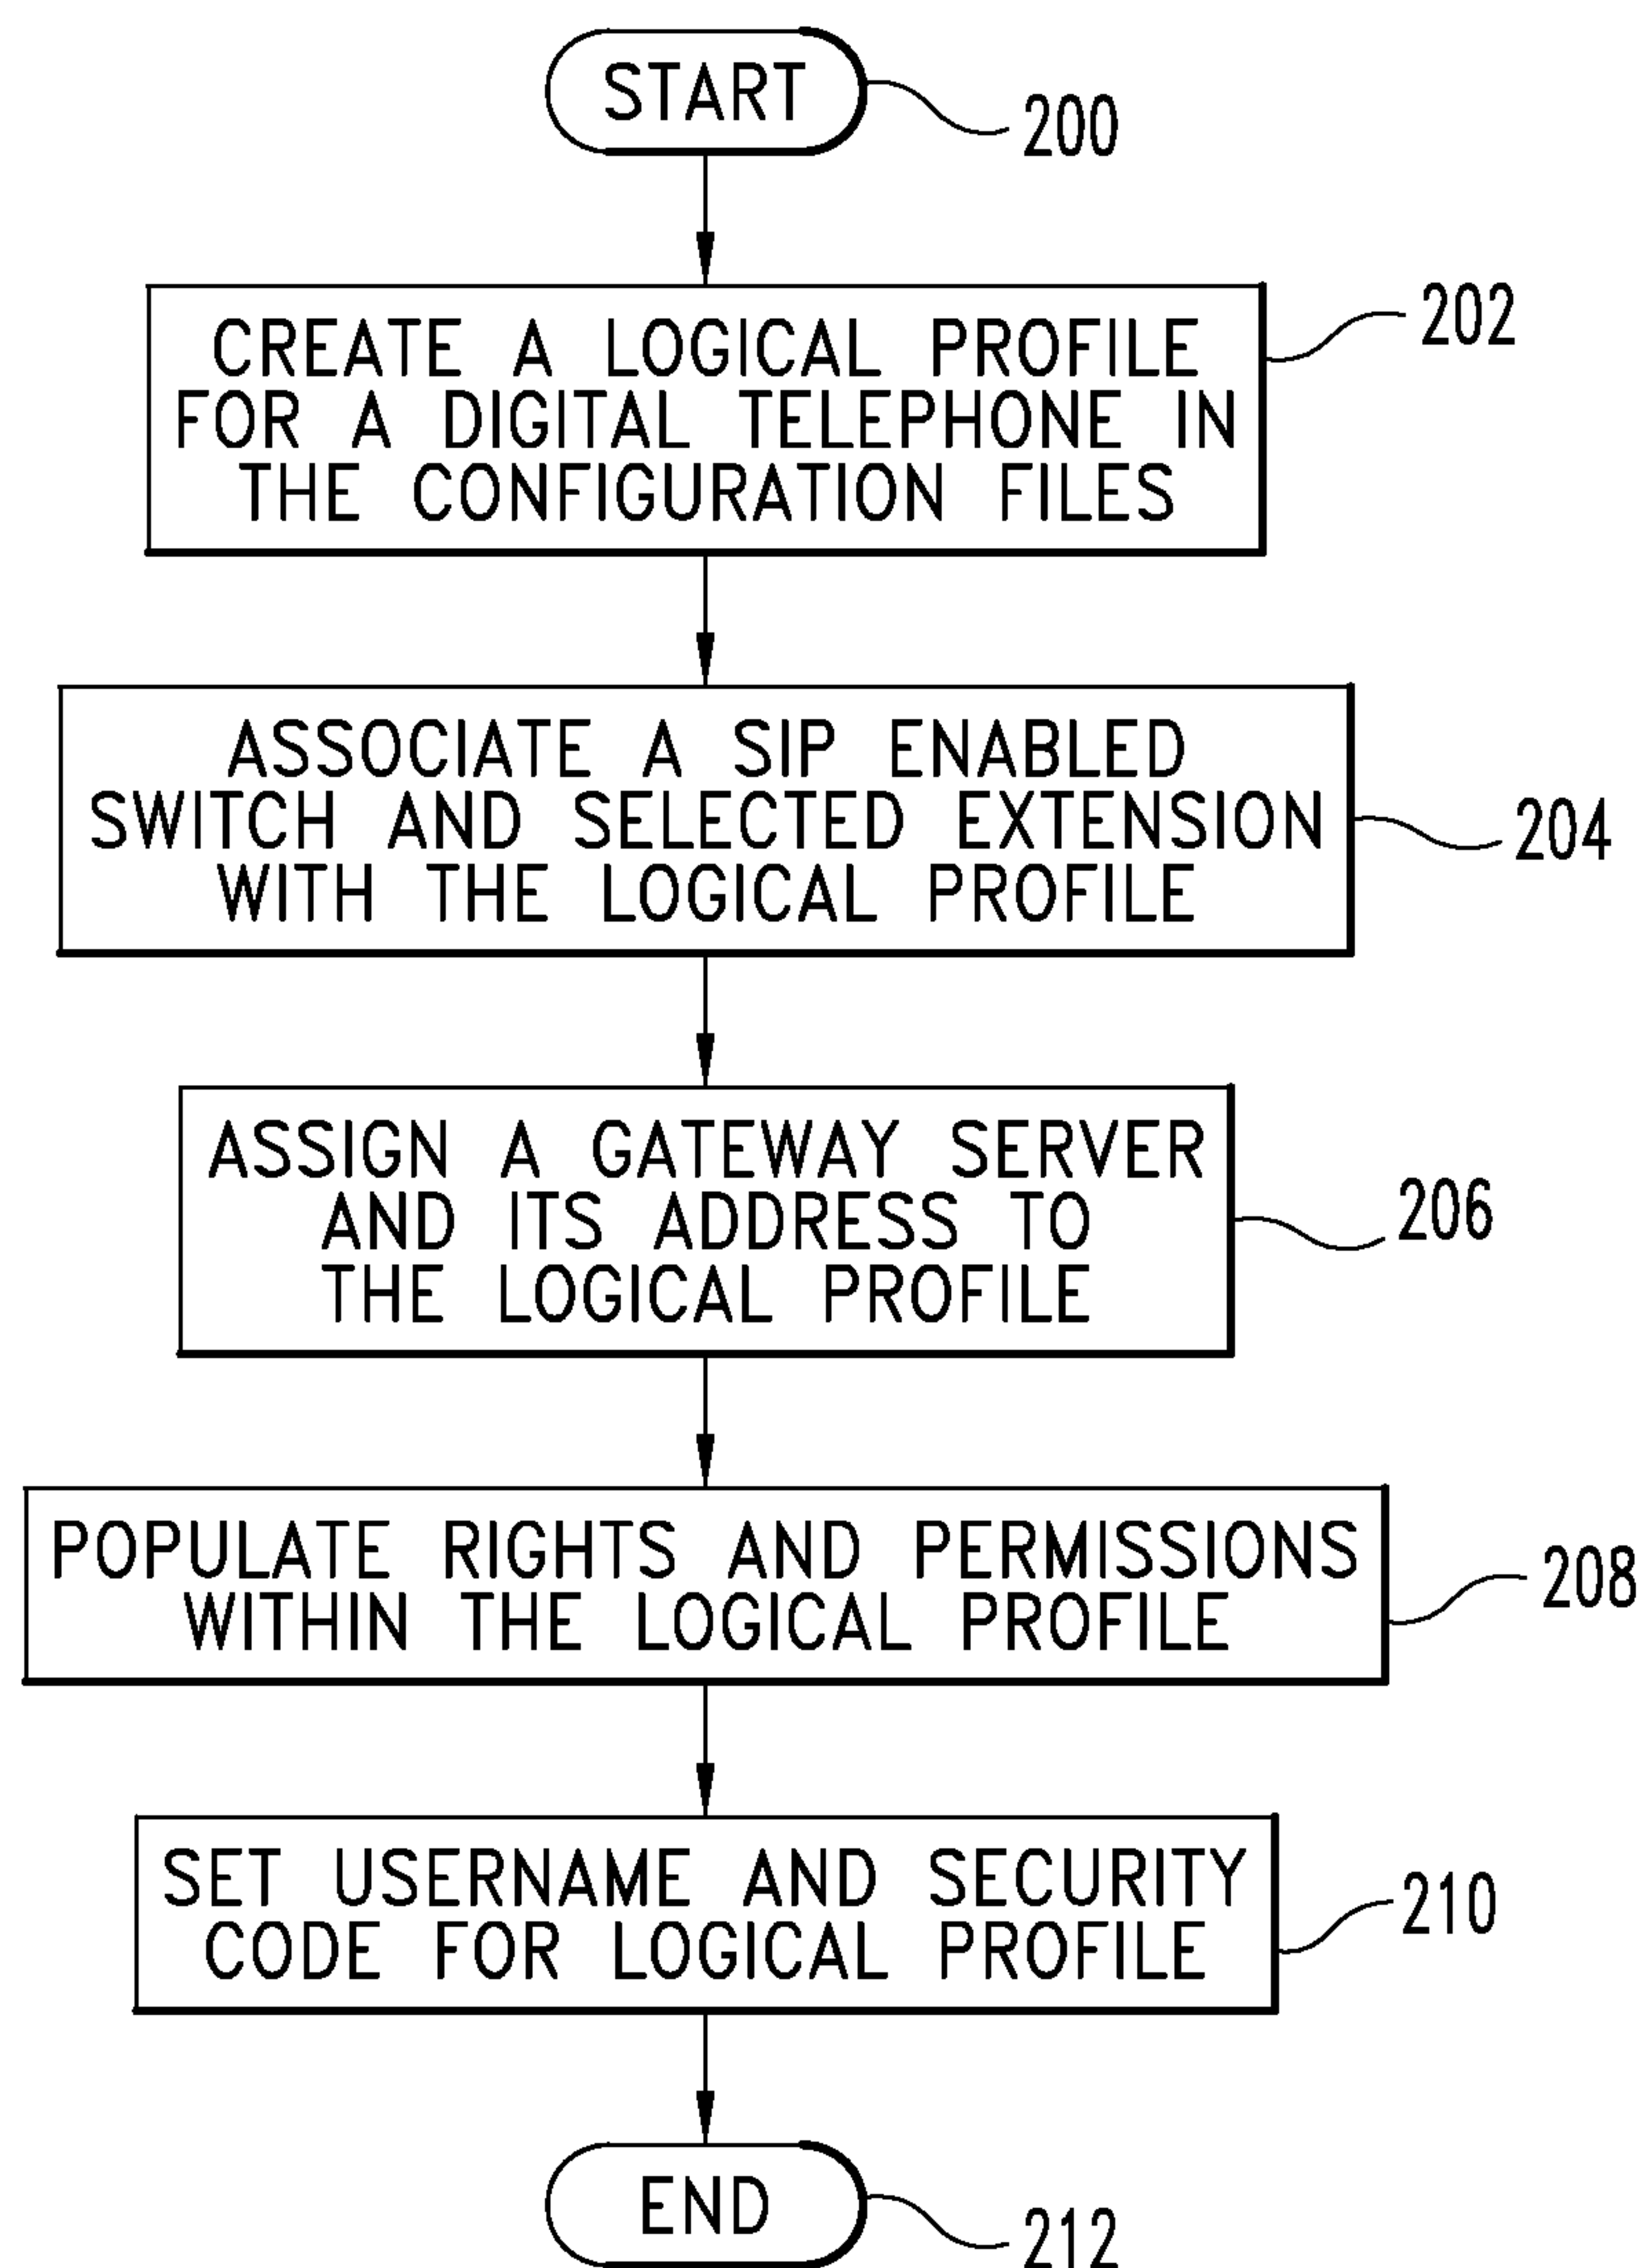 START
200
CREATE A LOGICAL PROFILE
FOR A DIGITAL TELEPHONE IN
THE CONFIGURATION FILES
202
ASSOCIATE A SIP ENABLED
SWITCH AND SELECTED EXTENSION
WITH THE LOGICAL PROFILE
204
ASSIGN A GATEWAY SERVER
AND ITS ADDRESS TO
THE LOGICAL PROFILE
206
POPULATE RIGHTS AND PERMISSIONS
WITHIN THE LOGICAL PROFILE
208
SET USERNAME AND SECURITY
CODE FOR LOGICAL PROFILE
210
END
212